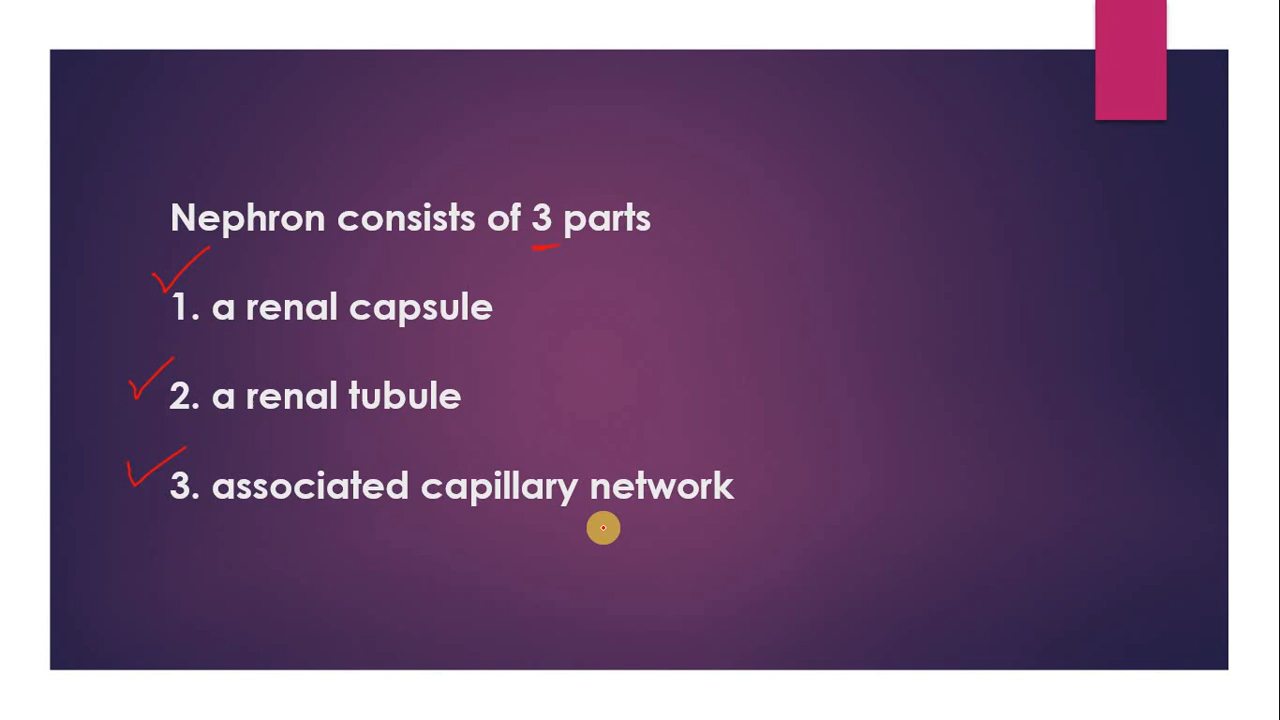 Nephron consists of 3 parts
1. a renal capsule
2. a renal tubule
3. associated capillary network